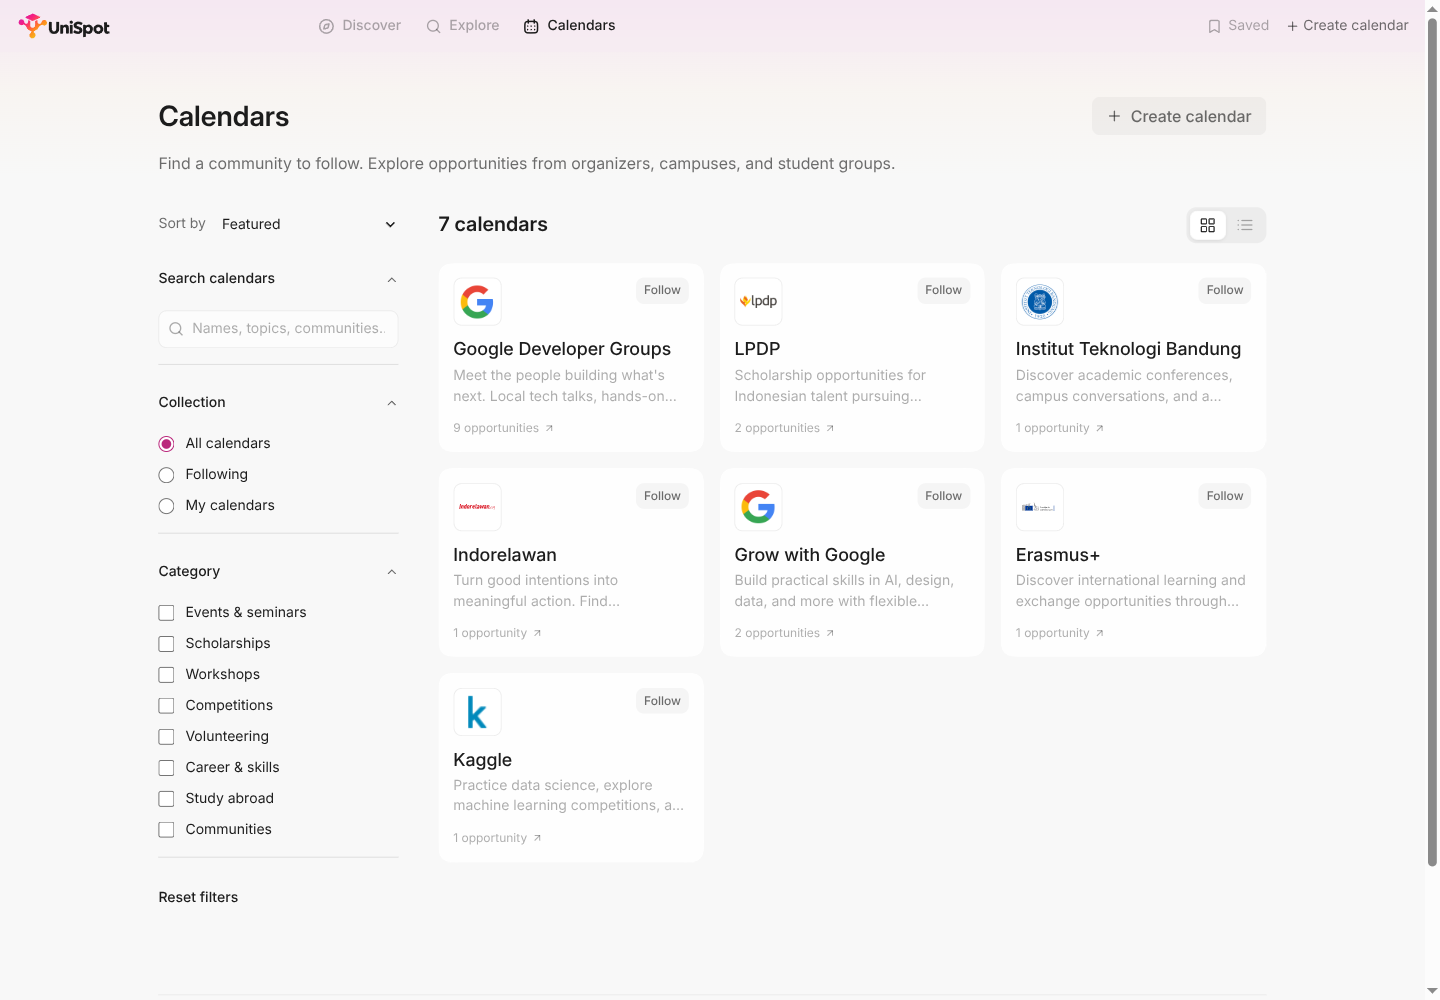 UniSpot
Discover
Explore
Calendars
Saved
Create calendar
Calendars
Create calendar
Find a community to follow. Explore opportunities from organizers, campuses, and student groups.
Sort by
Featured
7 calendars
Search calendars
Names, topics, communities..
Collection
All calendars
Following
My calendars
Category
Events & seminars
Scholarships
Workshops
Competitions
Volunteering
Career & skills
Study abroad
Communities
Reset filters
Follow
Google Developer Groups
Meet the people building what's
next. Local tech talks, hands-on...
9 opportunities
lpdp
Follow
LPDP
Scholarship opportunities for
Indonesian talent pursuing...
2 opportunities
Follow
Institut Teknologi Bandung
Discover academic conferences,
campus conversations, and a...
1 opportunity
Indorelawan
Follow
Indorelawan
Turn good intentions into
meaningful action. Find...
1 opportunity
Follow
Grow with Google
Build practical skills in AI, design,
data, and more with flexible...
2 opportunities
Follow
Erasmus+
Discover international learning and
exchange opportunities through...
1 opportunity
k
Follow
Kaggle
Practice data science, explore
machine learning competitions, a...
1 opportunity